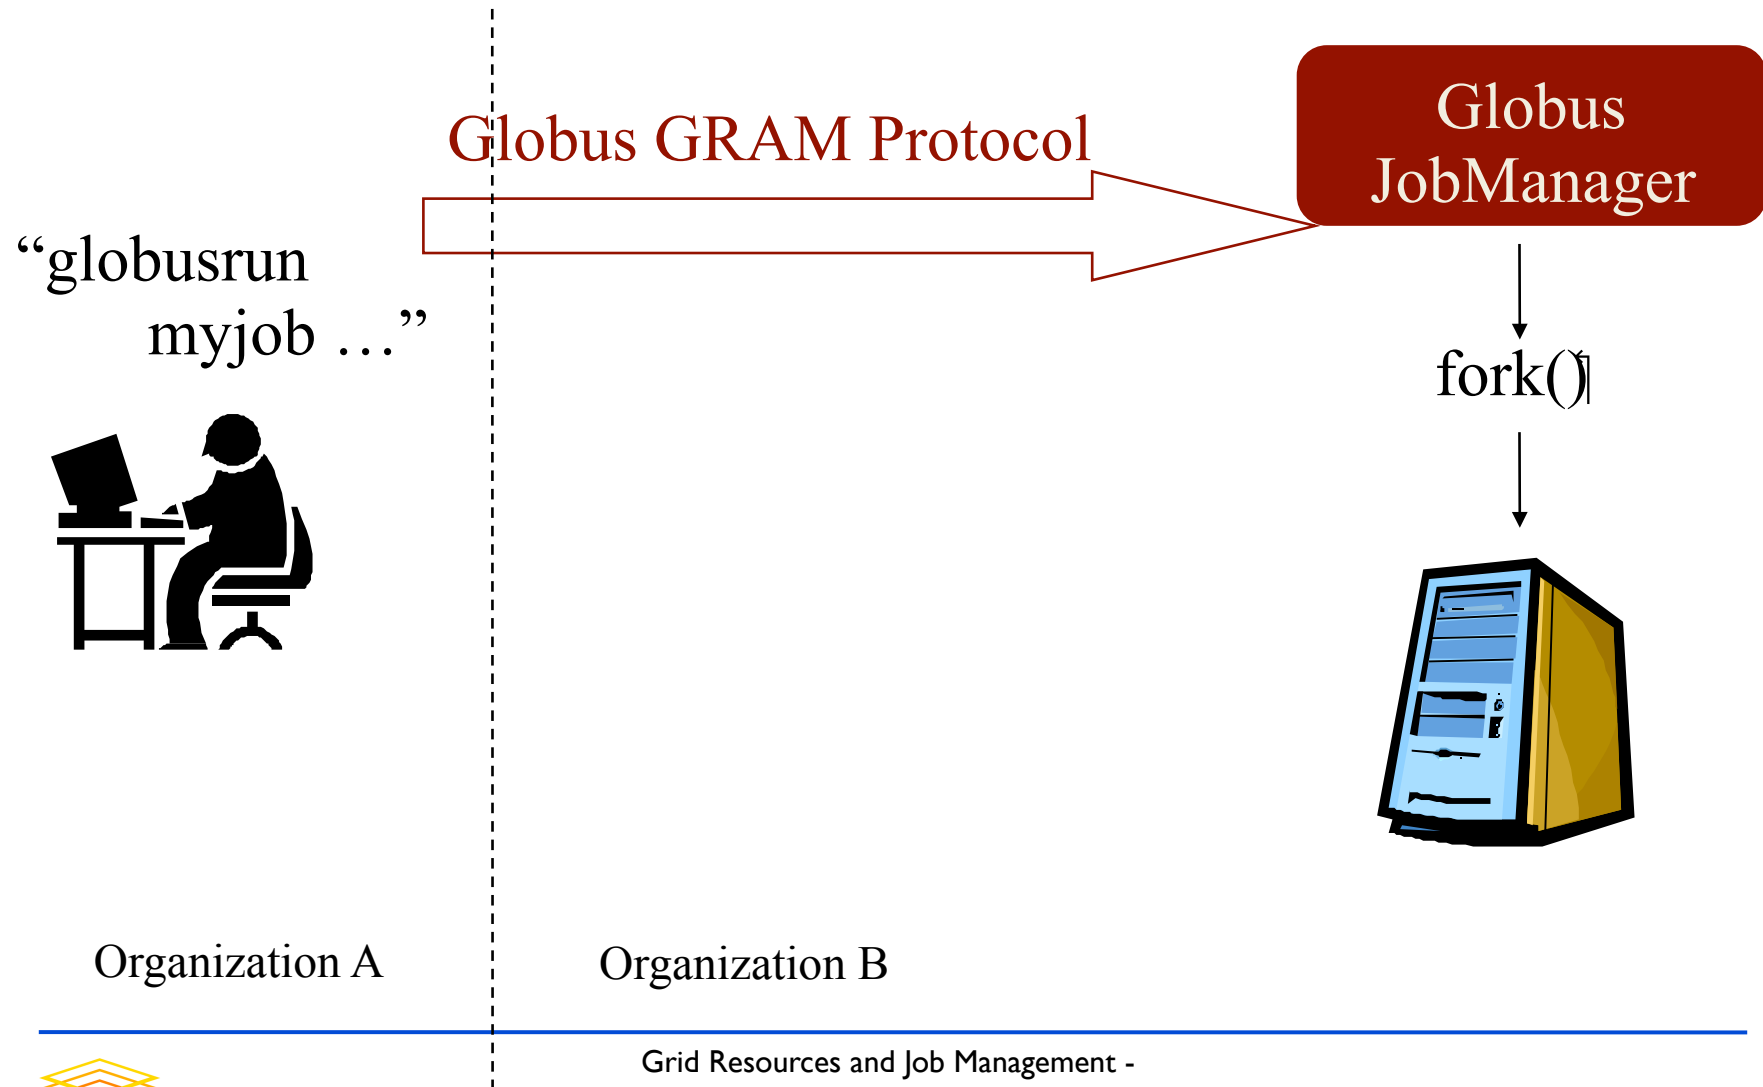 Globus GRAM Protocol
Globus
JobManager
“globusrun
myjob …”
fork()
Organization A
Organization B
Grid Resources and Job Management -